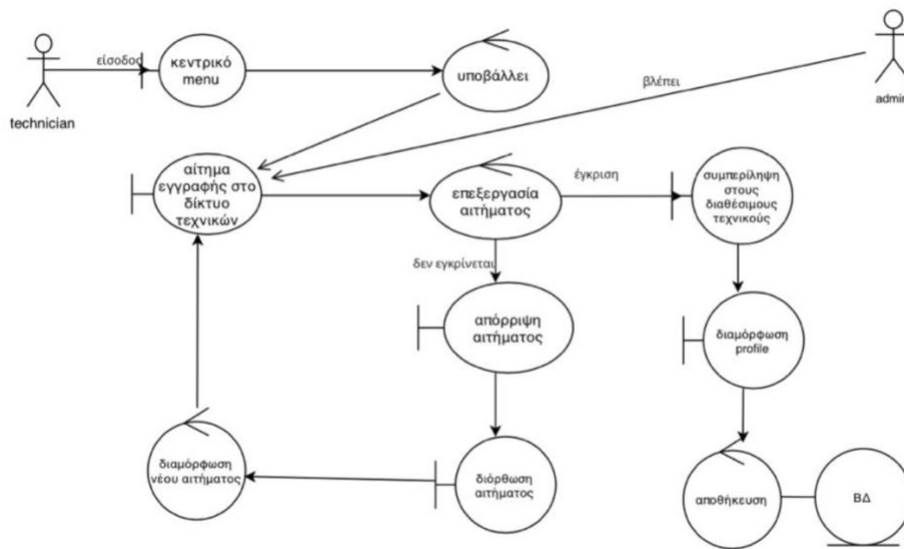 είσοδος
κεντρικό
menu
υποβάλλει
βλέπει
technician
admin
αίτημα
εγγραφής στο
δίκτυο
τεχνικών
επεξεργασία
αιτήματος
έγκριση
συμπερίληψη
στους
διαθέσιμους
τεχνικούς
δεν εγκρίνεται
απόρριψη
αιτήματος
διαμόρφωση
profile
διαμόρφωση
νέου αιτήματος
διόρθωση
αιτήματος
αποθήκευση
ΒΔ